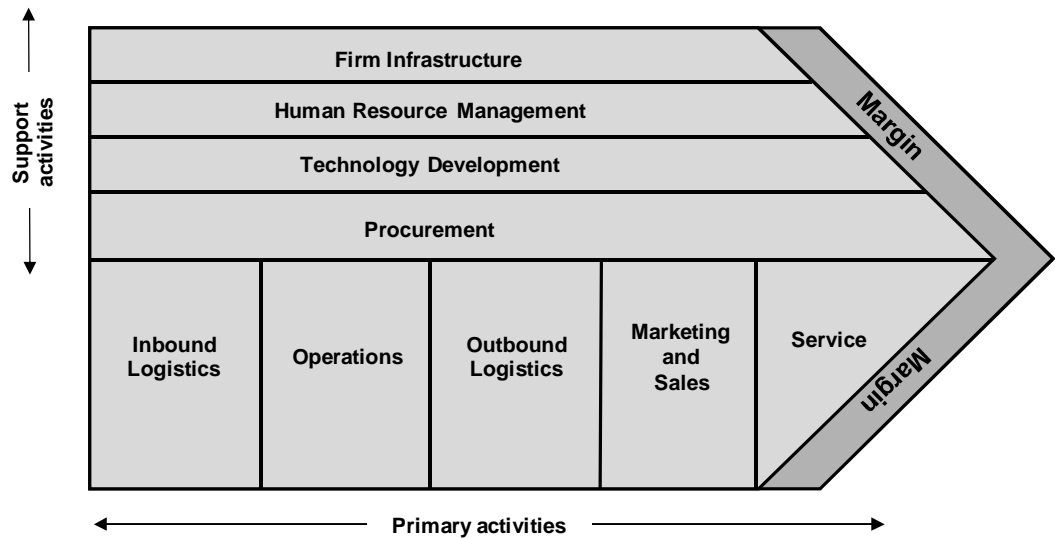 Support
activities
Firm Infrastructure
Human Resource Management
Technology Development
Procurement
Margin
Inbound
Logistics
Operations
Outbound
Logistics
Marketing
and
Sales
Service
Margin
Primary activities